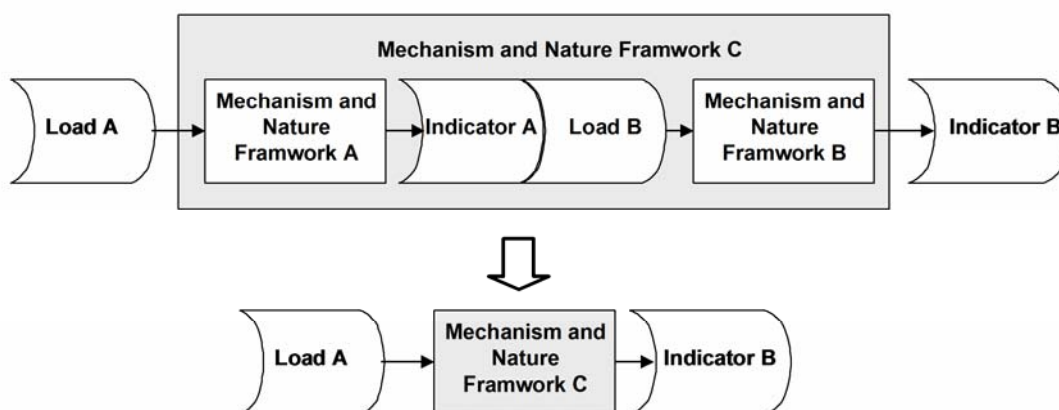 Mechanism and Nature Framwork C
Load A
Mechanism and
Nature
Framwork A
Indicator A
Load B
Mechanism and
Nature
Framwork B
Indicator B
Load A
Mechanism and
Nature
Framwork C
Indicator B